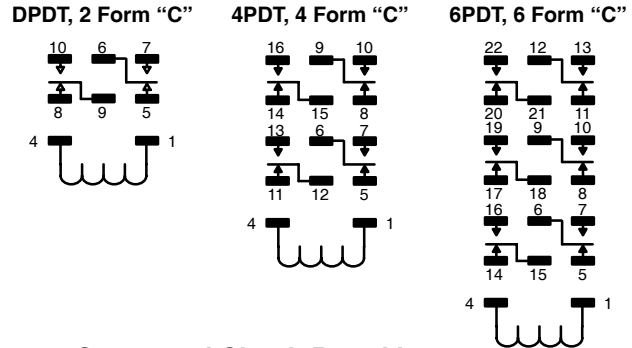 DPDT, 2 Form “C” 4PDT, 4 Form “C” 6PDT, 6 Form “C”
10 6 7 16 9 10 22 12 13
8 9 5 14 15 8 20 21 11
13 6 7 19 9 10
4 1 11 12 5 17 18 8
16 6 7
4 1 14 15 5
4 1